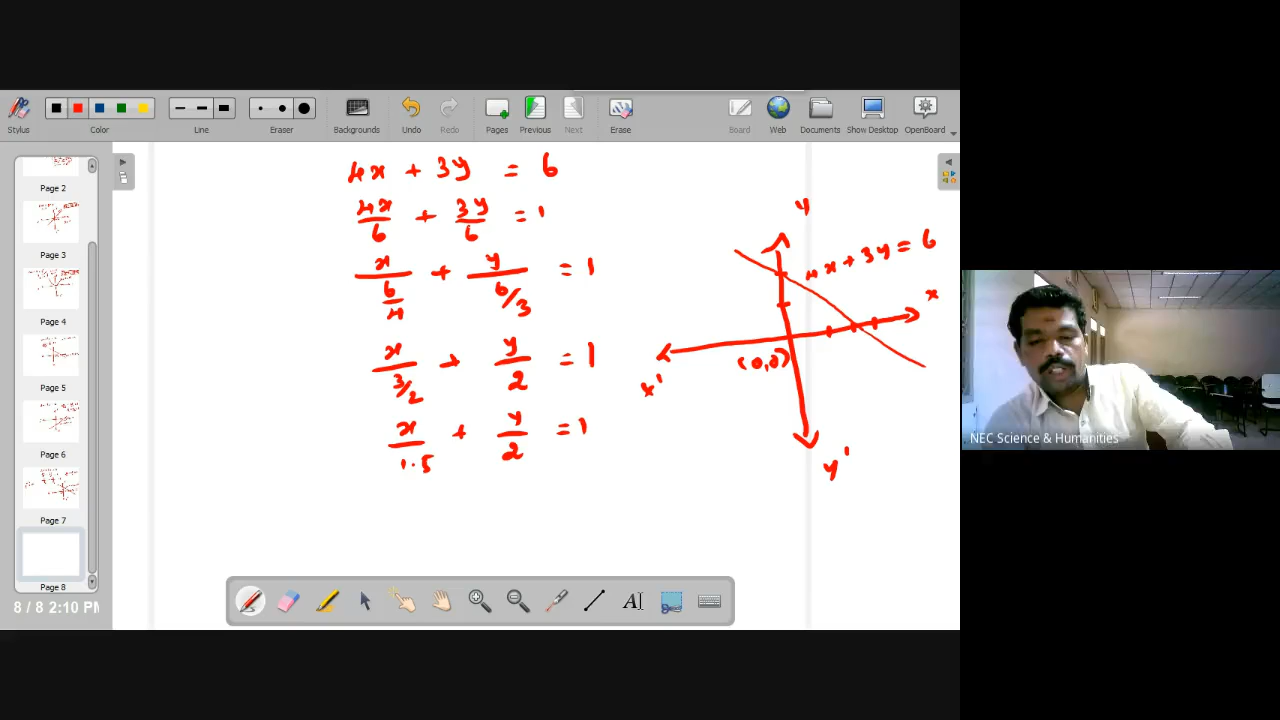 Stylus
Color
Line
Eraser
Backgrounds
Undo
Redo
Pages
Previous
Next
Erase
Board
Web
Documents
Show Desktop
OpenBoard
Page 2
Page 3
Page 4
Page 5
Page 6
Page 7
Page 8
8 / 8 2:10 PM
4x + 3y = 6
4x/6 + 3y/6 = 1
x/(6/4) + y/(6/3) = 1
x/(3/2) + y/2 = 1
x/1.5 + y/2 = 1
y
4x + 3y = 6
x
(0,0)
x'
y'
NEC Science & Humanities